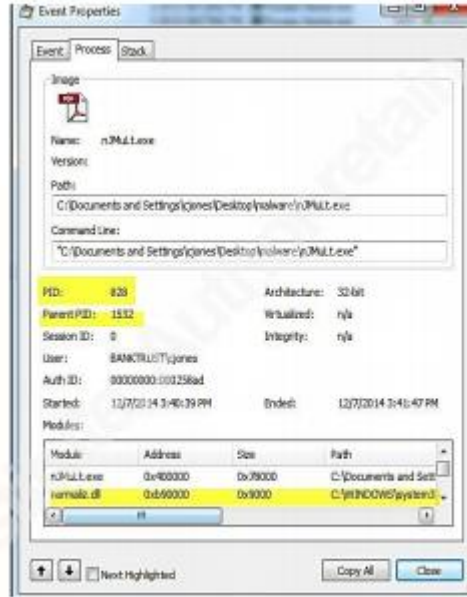 Event Properties
Event Process Stack
Image
PDF
Name: nJMuLt.exe
Version:
Path:
C:\Documents and Settings\cjones\Desktop\malware\nJMuLt.exe
Command Line:
"C:\Documents and Settings\cjones\Desktop\malware\nJMuLt.exe"
PID: 828 Architecture: 32-bit
Parent PID: 1532 Virtualized: n/a
Session ID: 0 Integrity: n/a
User: BANKTRUST\cjones
Auth ID: 00000000:000256ad
Started: 12/7/2014 3:40:39 PM Ended: 12/7/2014 3:41:47 PM
Modules:
Module Address Size Path
nJMuLt.exe 0x400000 0x78000 C:\Documents and Sett
normaliz.dll 0xb90000 0x9000 C:\WINDOWS\system3
Next Highlighted Copy All Close